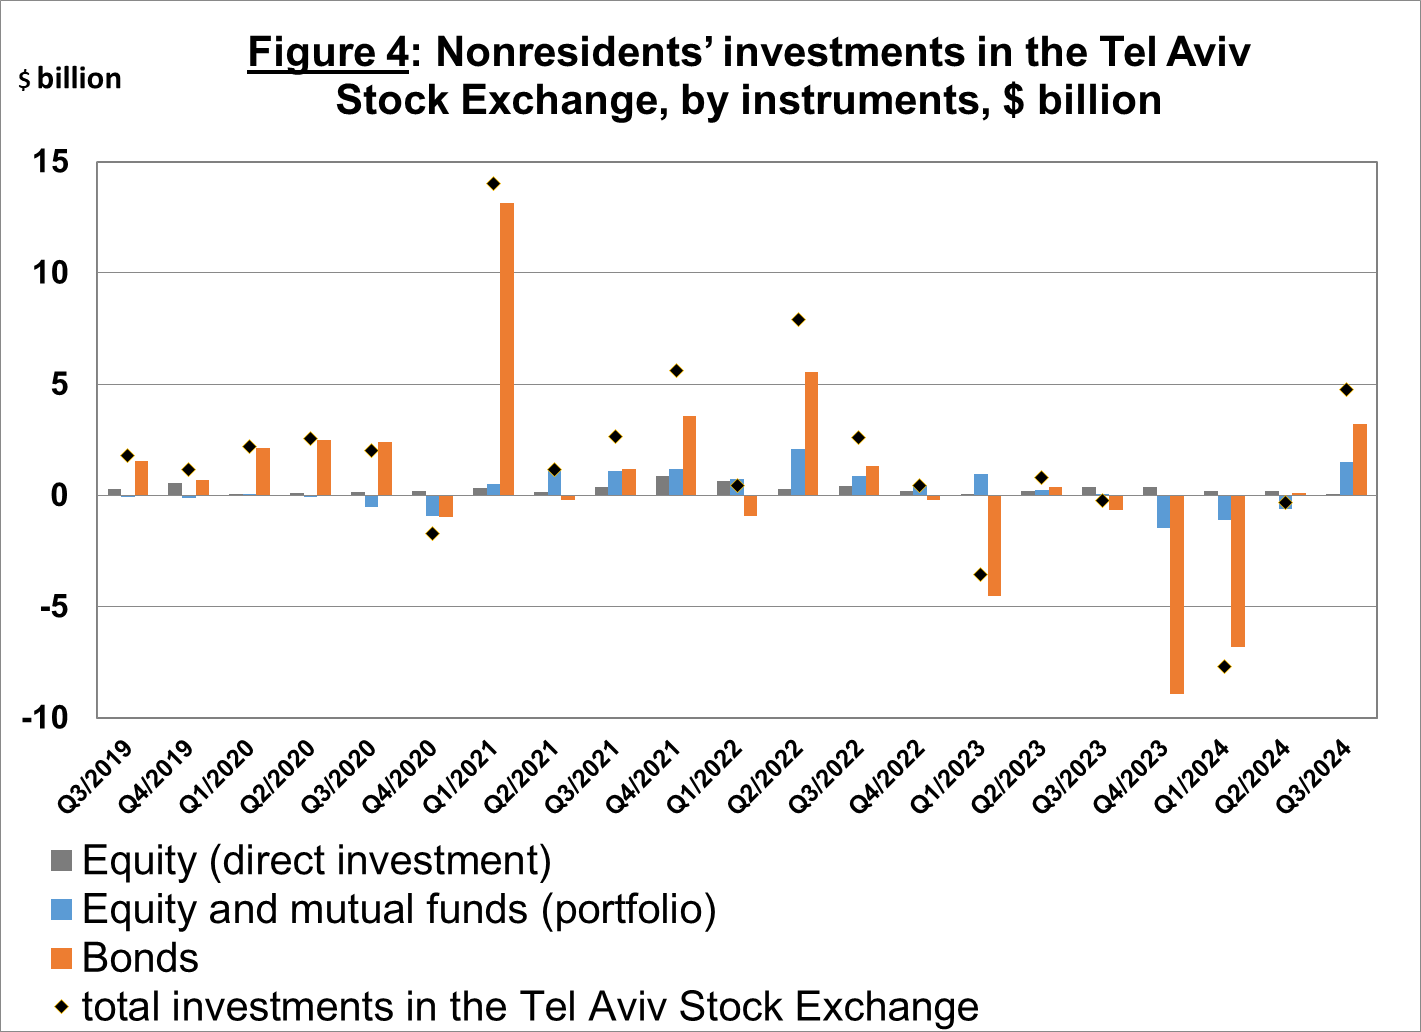 Figure 4: Nonresidents’ investments in the Tel Aviv
Stock Exchange, by instruments, $ billion
$ billion
15
10
5
0
-5
-10
Q3/2019
Q4/2019
Q1/2020
Q2/2020
Q3/2020
Q4/2020
Q1/2021
Q2/2021
Q3/2021
Q4/2021
Q1/2022
Q2/2022
Q3/2022
Q4/2022
Q1/2023
Q2/2023
Q3/2023
Q4/2023
Q1/2024
Q2/2024
Q3/2024
Equity (direct investment)
Equity and mutual funds (portfolio)
Bonds
total investments in the Tel Aviv Stock Exchange